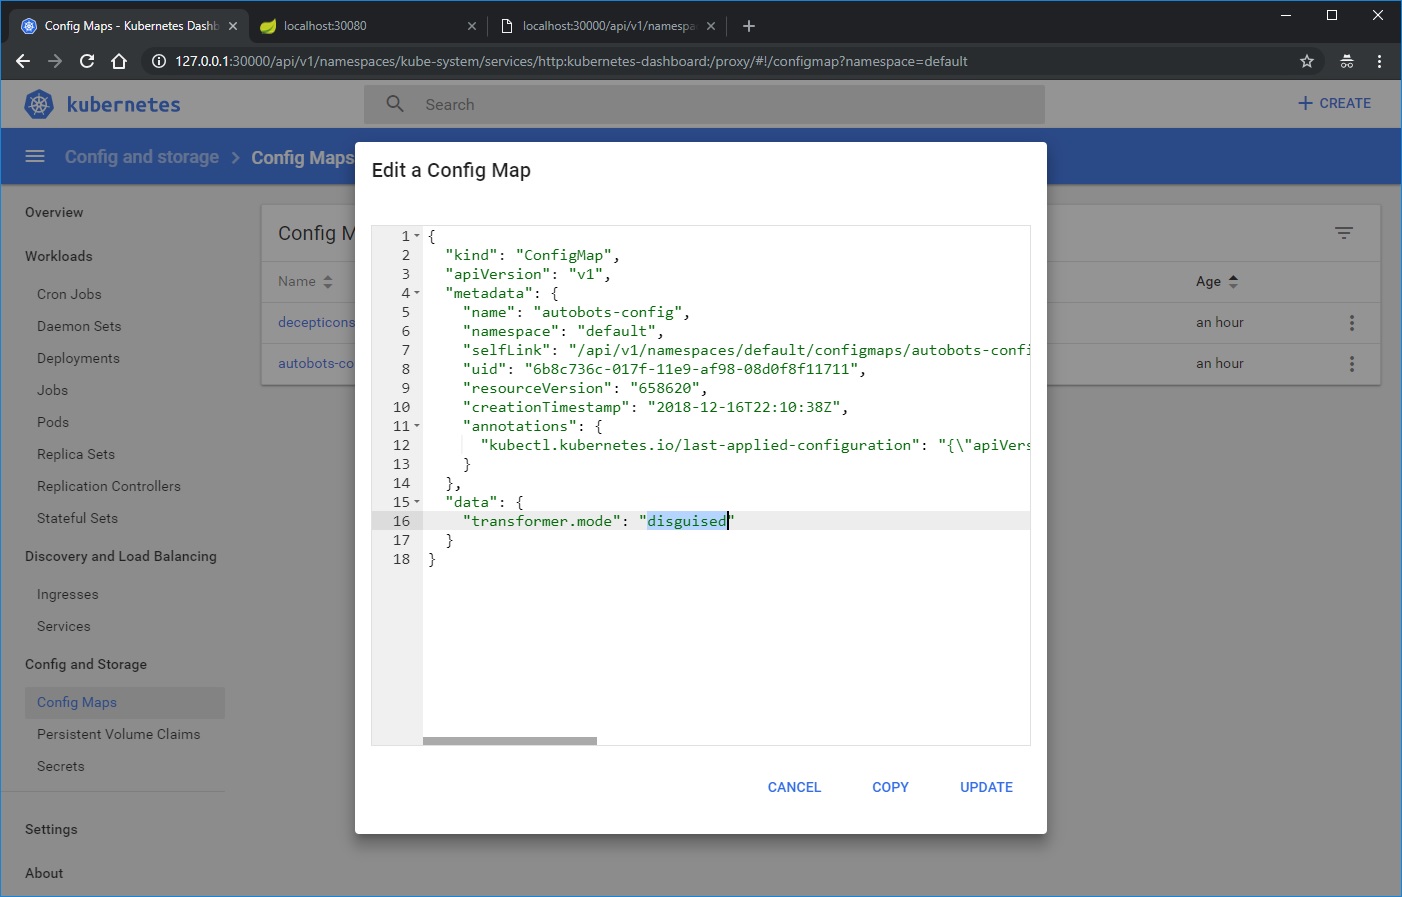 Config Maps - Kubernetes Dashb
localhost:30080
localhost:30000/api/v1/namespa
127.0.0.1:30000/api/v1/namespaces/kube-system/services/http:kubernetes-dashboard:/proxy/#!/configmap?namespace=default
kubernetes
Search
+ CREATE
Config and storage > Config Maps
Overview
Workloads
Cron Jobs
Daemon Sets
Deployments
Jobs
Pods
Replica Sets
Replication Controllers
Stateful Sets
Discovery and Load Balancing
Ingresses
Services
Config and Storage
Config Maps
Persistent Volume Claims
Secrets
Settings
About
Config M
Name
Age
decepticons
an hour
autobots-co
an hour
Edit a Config Map
1 {
2 "kind": "ConfigMap",
3 "apiVersion": "v1",
4 "metadata": {
5 "name": "autobots-config",
6 "namespace": "default",
7 "selfLink": "/api/v1/namespaces/default/configmaps/autobots-confi
8 "uid": "6b8c736c-017f-11e9-af98-08d0f8f11711",
9 "resourceVersion": "658620",
10 "creationTimestamp": "2018-12-16T22:10:38Z",
11 "annotations": {
12 "kubectl.kubernetes.io/last-applied-configuration": "{\"apiVers
13 }
14 },
15 "data": {
16 "transformer.mode": "disguised"
17 }
18 }
CANCEL
COPY
UPDATE